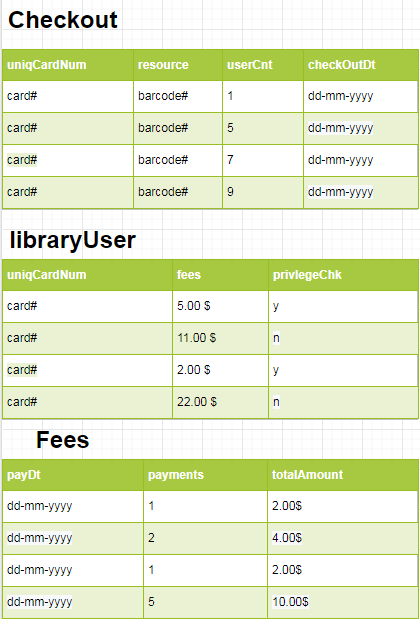 Checkout
uniqCardNum resource userCnt checkOutDt
card# barcode# 1 dd-mm-yyyy
card# barcode# 5 dd-mm-yyyy
card# barcode# 7 dd-mm-yyyy
card# barcode# 9 dd-mm-yyyy
libraryUser
uniqCardNum fees privlegeChk
card# 5.00 $ y
card# 11.00 $ n
card# 2.00 $ y
card# 22.00 $ n
Fees
payDt payments totalAmount
dd-mm-yyyy 1 2.00$
dd-mm-yyyy 2 4.00$
dd-mm-yyyy 1 2.00$
dd-mm-yyyy 5 10.00$